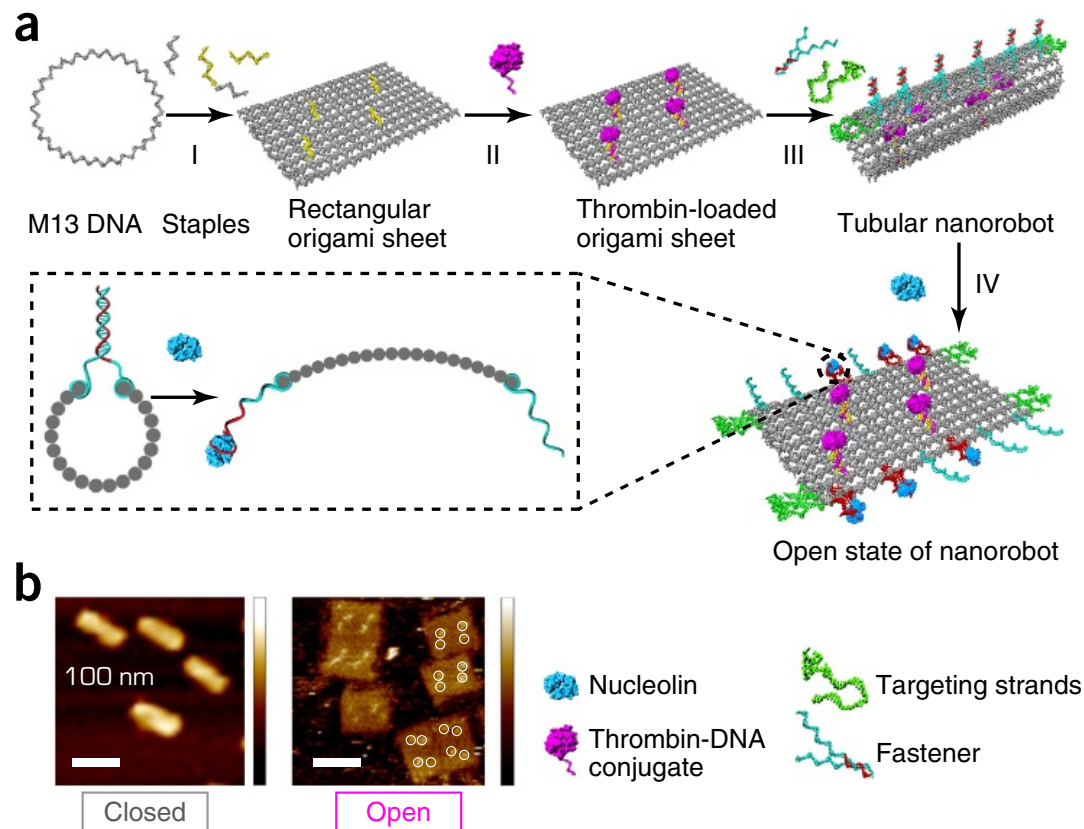 a
I
II
III
M13 DNA
Staples
Rectangular
origami sheet
Thrombin-loaded
origami sheet
Tubular nanorobot
IV
Open state of nanorobot
b
100 nm
Closed
Open
Nucleolin
Thrombin-DNA
conjugate
Targeting strands
Fastener